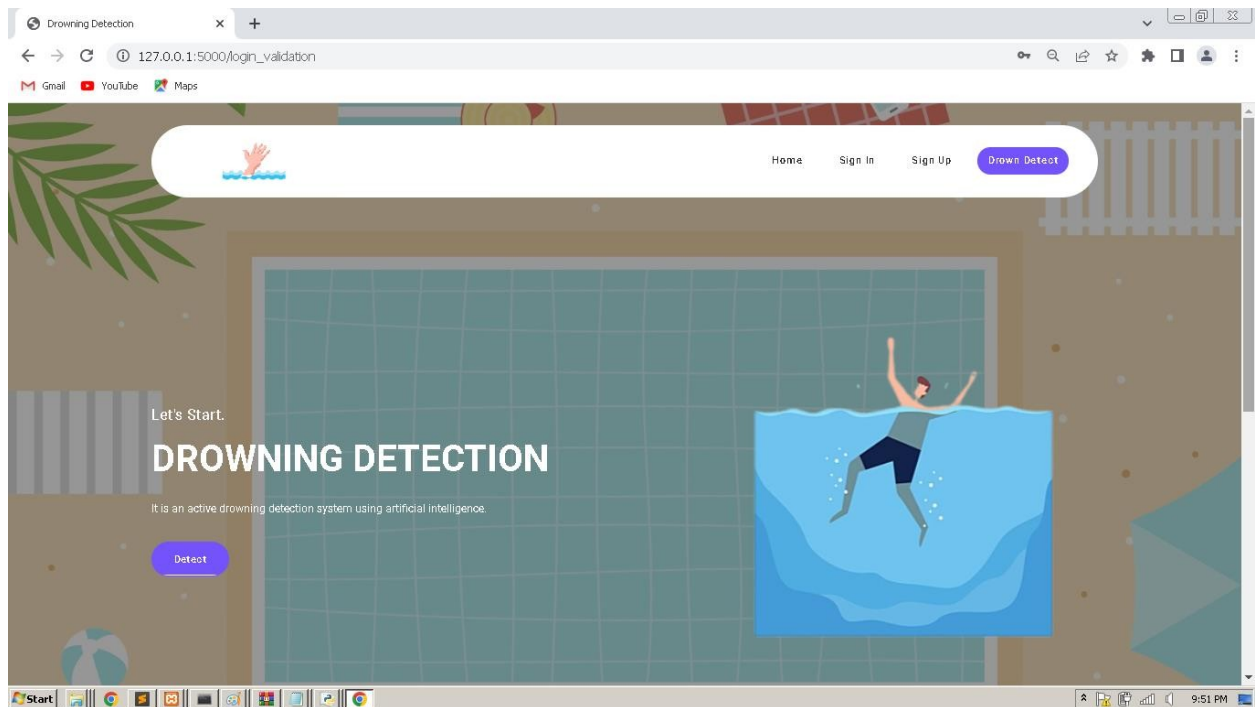 Drowning Detection
127.0.0.1:5000/login_validation
Gmail YouTube Maps
Home Sign In Sign Up Drown Detect
Let's Start.
DROWNING DETECTION
It is an active drowning detection system using artificial intelligence.
Detect
Start 9:51 PM